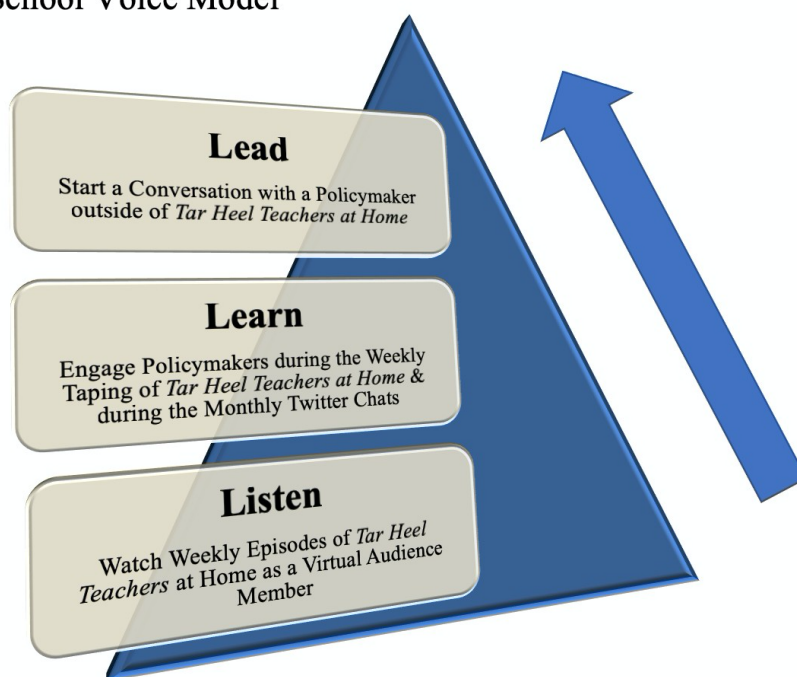 School Voice Model
Lead
Start a Conversation with a Policymaker
outside of Tar Heel Teachers at Home
Learn
Engage Policymakers during the Weekly
Taping of Tar Heel Teachers at Home &
during the Monthly Twitter Chats
Listen
Watch Weekly Episodes of Tar Heel
Teachers at Home as a Virtual Audience
Member